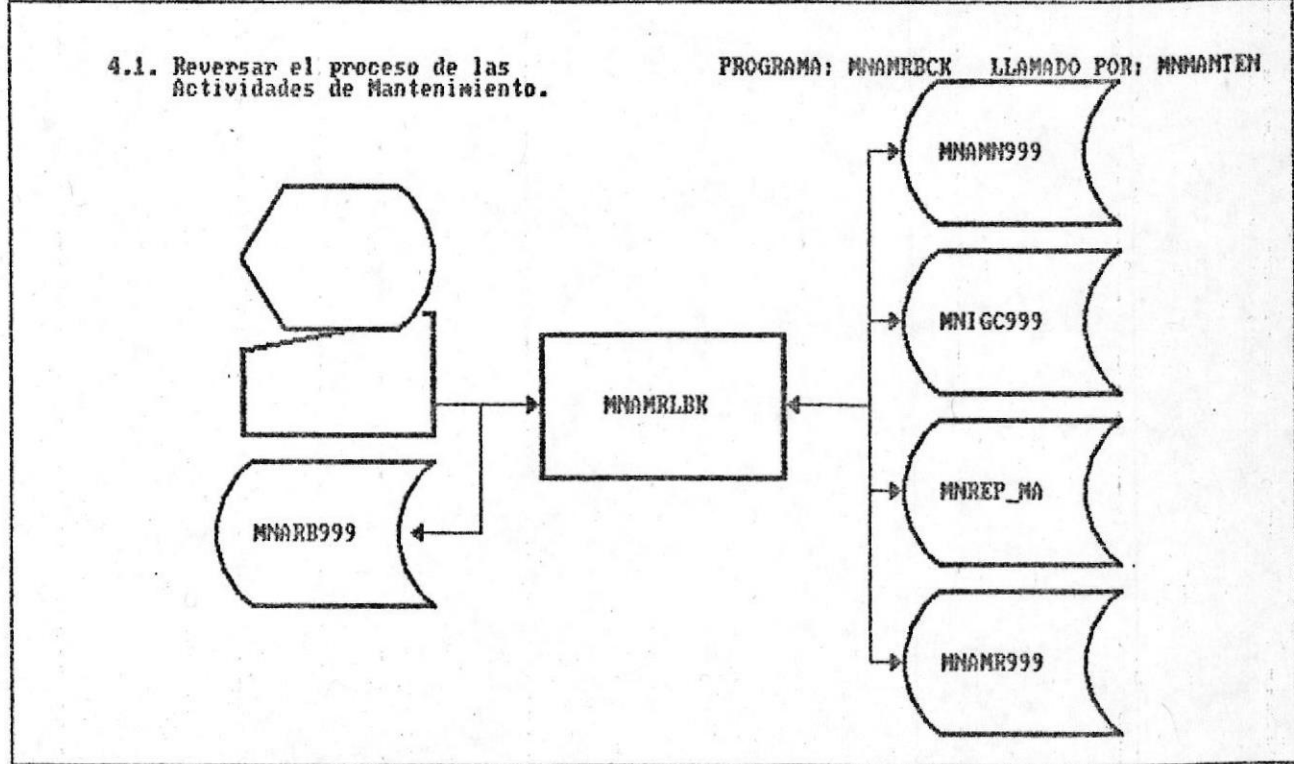 4.1. Reversar el proceso de las
Actividades de Mantenimiento.
PROGRAMA: MNAMRBCK LLAMADO POR: MNMANTEN
MNAMN999
MNIGC999
MNAMRLBK
MNREP_MA
MNARB999
MNAMR999